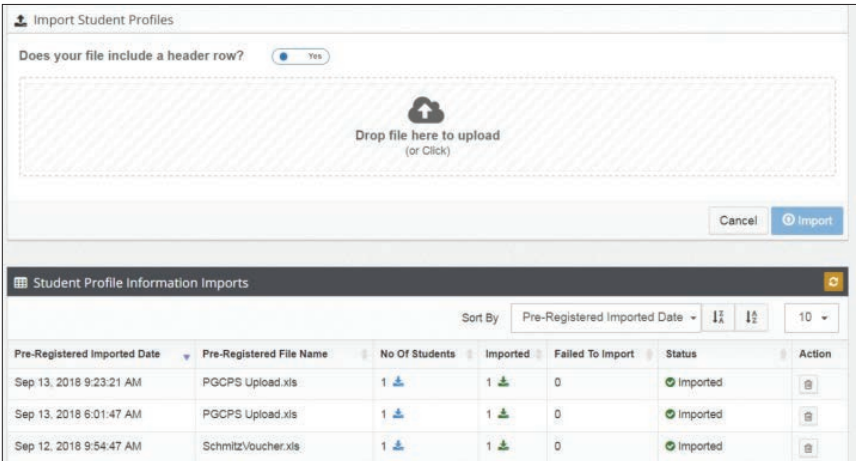 Import Student Profiles
Does your file include a header row? Yes
Drop file here to upload
(or Click)
Cancel Import
Student Profile Information Imports
Sort By Pre-Registered Imported Date 10
Pre-Registered Imported Date Pre-Registered File Name No Of Students Imported Failed To Import Status Action
Sep 13, 2018 9:23:21 AM PGCPS Upload.xls 1 1 0 Imported
Sep 13, 2018 6:01:47 AM PGCPS Upload.xls 1 1 0 Imported
Sep 12, 2018 9:54:47 AM SchmitzVoucher.xls 1 1 0 Imported